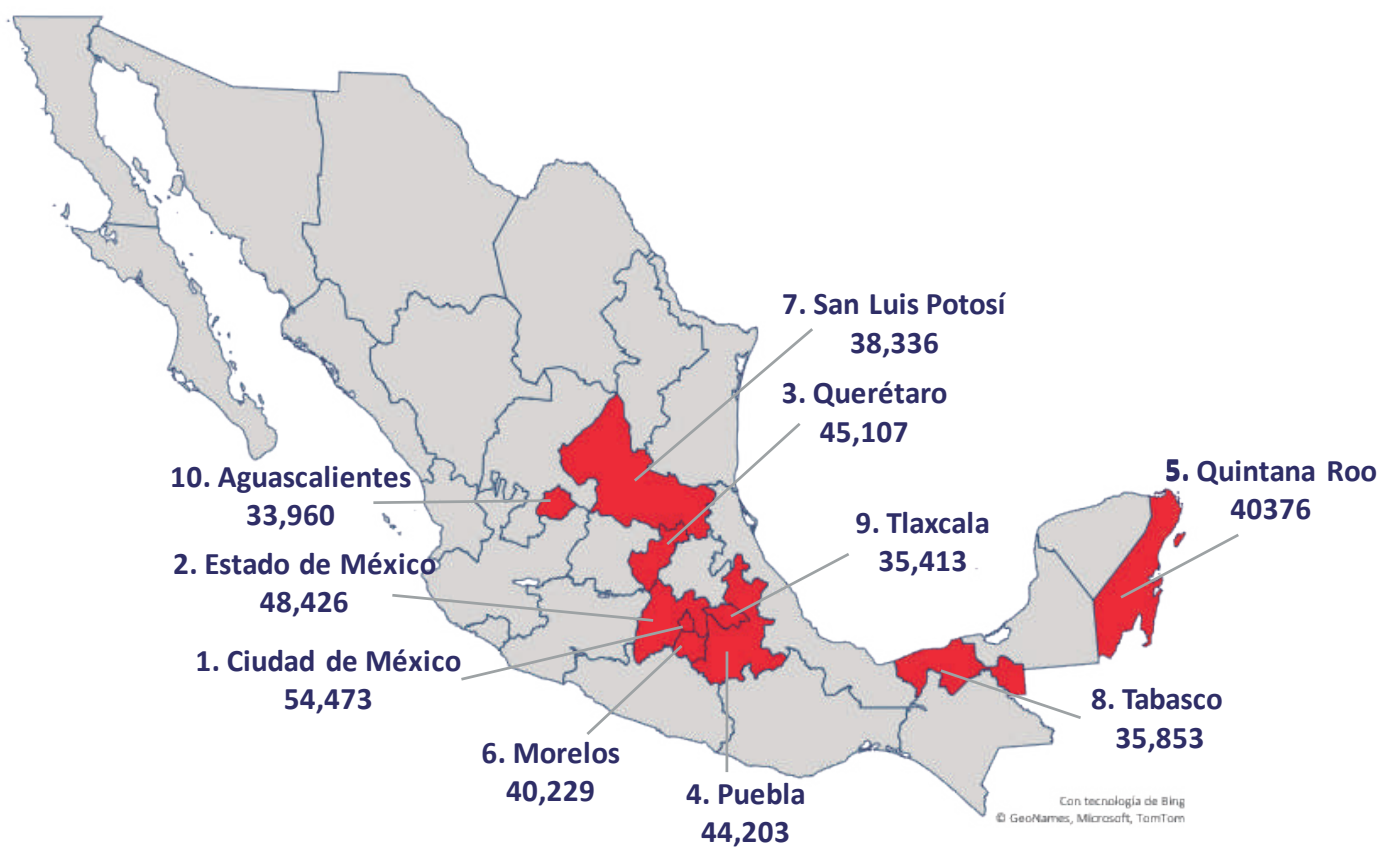 7. San Luis Potosí
38,336
3. Querétaro
45,107
10. Aguascalientes
33,960
5. Quintana Roo
40376
9. Tlaxcala
35,413
2. Estado de México
48,426
1. Ciudad de México
54,473
8. Tabasco
35,853
6. Morelos
40,229
4. Puebla
44,203
Con tecnología de Bing
© GeoNames, Microsoft, TomTom